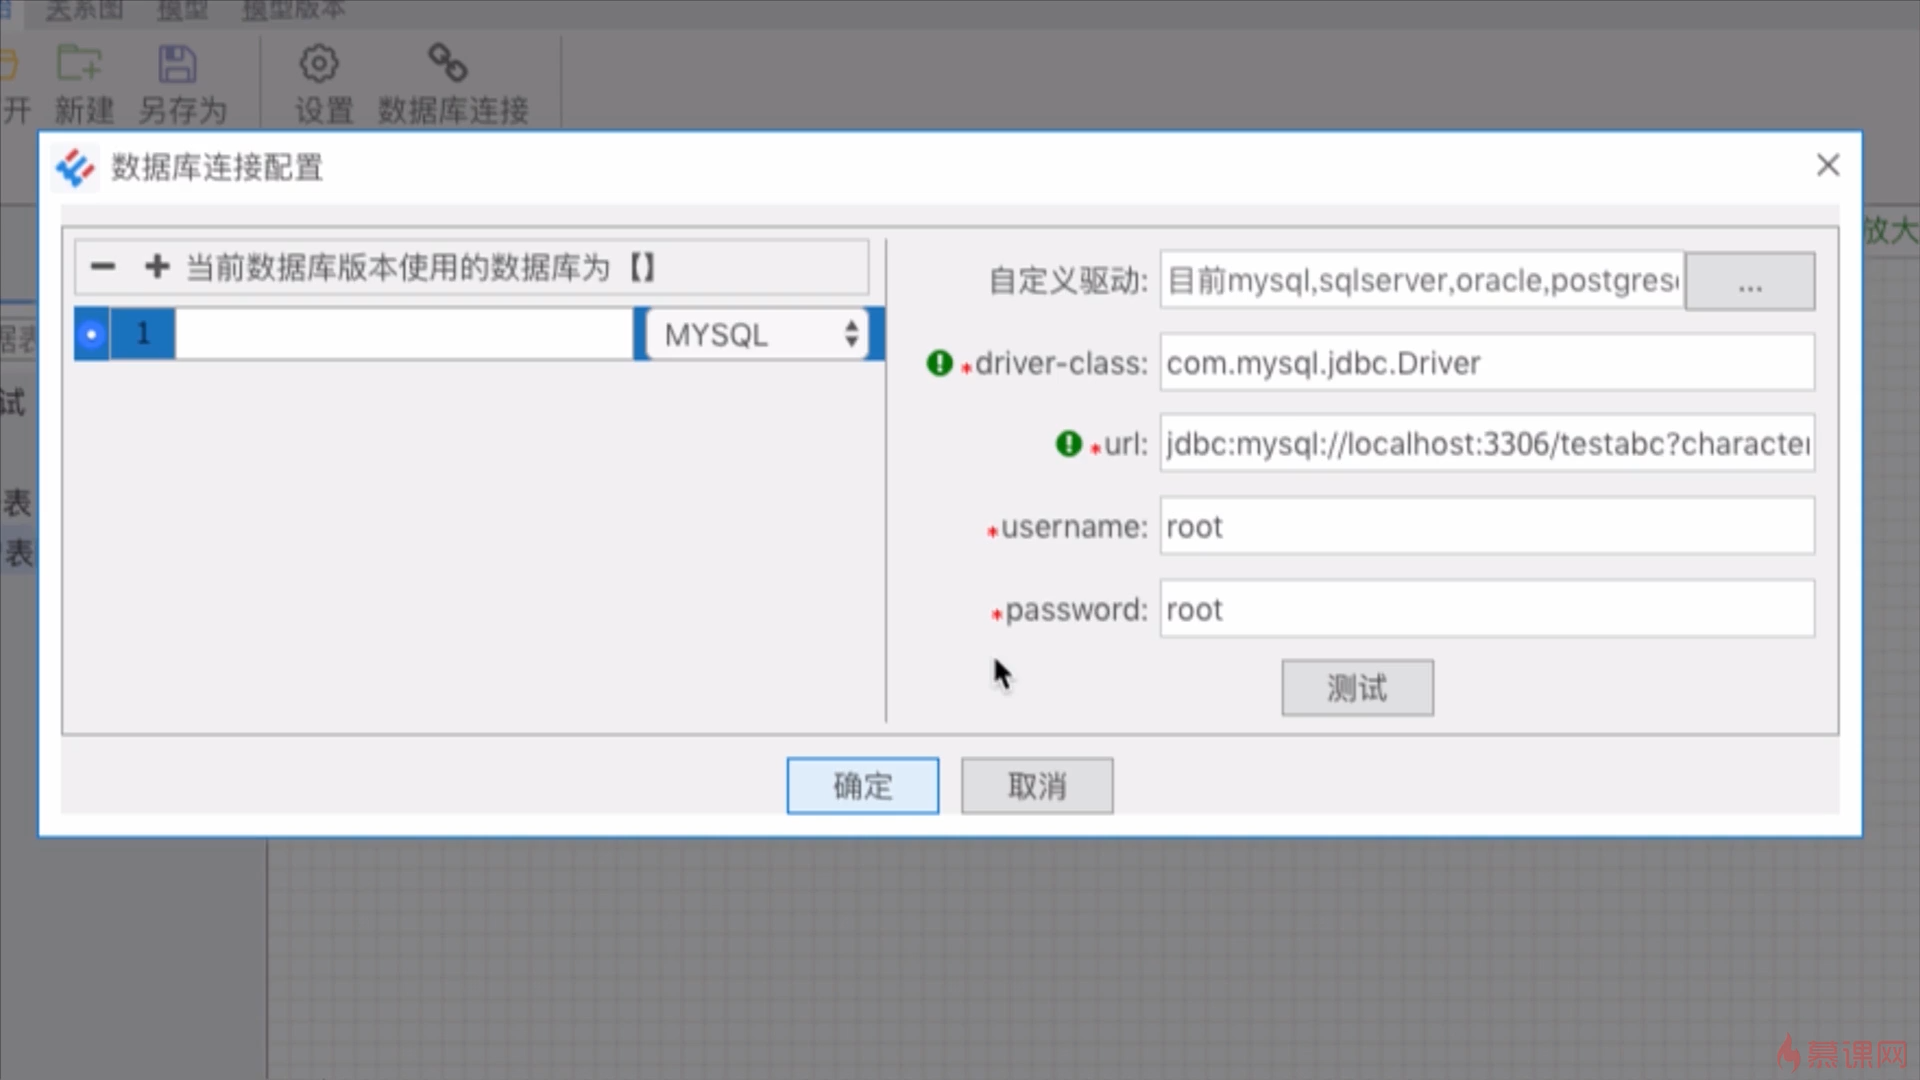 关系图 模型 模型版本
开 新建 另存为 设置 数据库连接
数据库连接配置
放大
当前数据库版本使用的数据库为【】
1 MYSQL
自定义驱动: 目前mysql,sqlserver,oracle,postgres ...
*driver-class: com.mysql.jdbc.Driver
*url: jdbc:mysql://localhost:3306/testabc?character
*username: root
*password: root
测试
确定 取消
据表
试
表
表
慕课网